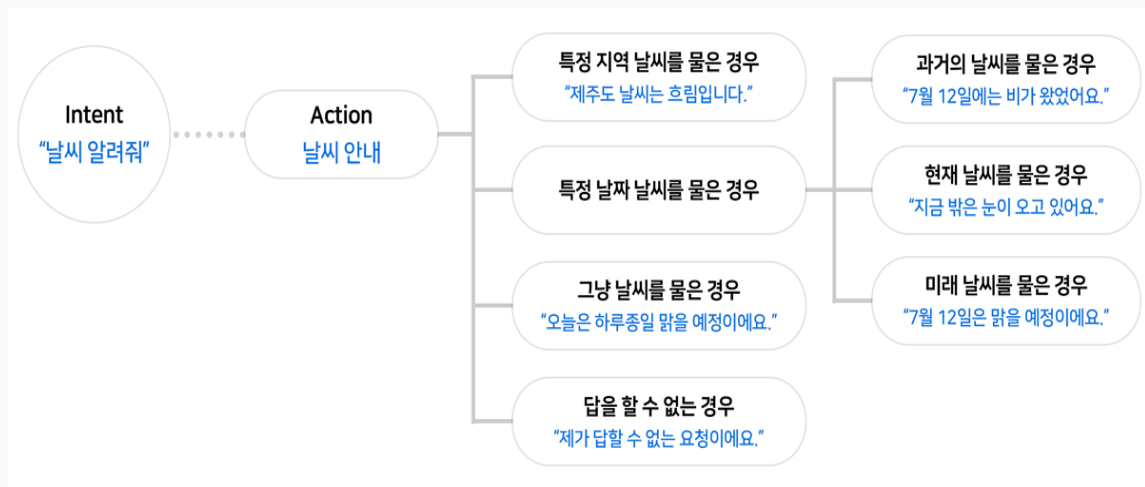 Intent
“날씨 알려줘”
Action
날씨 안내
특정 지역 날씨를 물은 경우
“제주도 날씨는 흐림입니다.”
특정 날짜 날씨를 물은 경우
그냥 날씨를 물은 경우
“오늘은 하루종일 맑을 예정이에요.”
답을 할 수 없는 경우
“제가 답할 수 없는 요청이에요.”
과거의 날씨를 물은 경우
“7월 12일에는 비가 왔었어요.”
현재 날씨를 물은 경우
“지금 밖은 눈이 오고 있어요.”
미래 날씨를 물은 경우
“7월 12일은 맑을 예정이에요.”